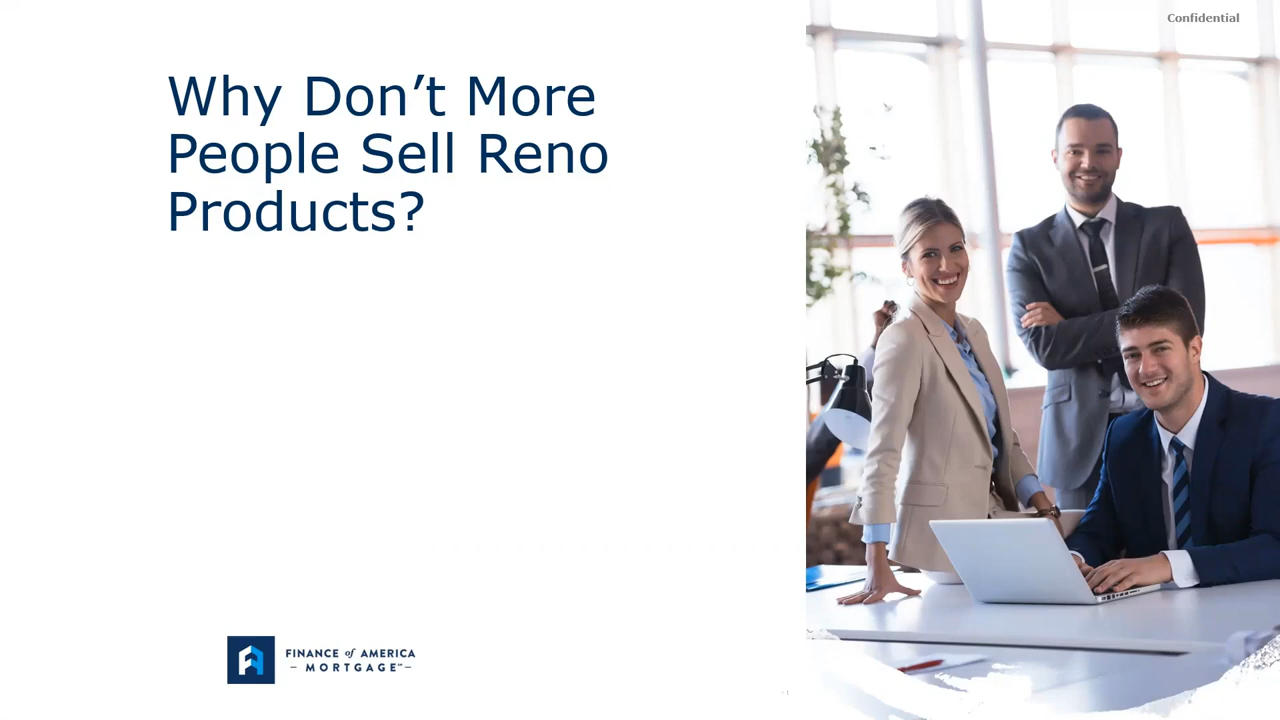 Confidential
Why Don’t More
People Sell Reno
Products?
FINANCE of AMERICA
– MORTGAGE –